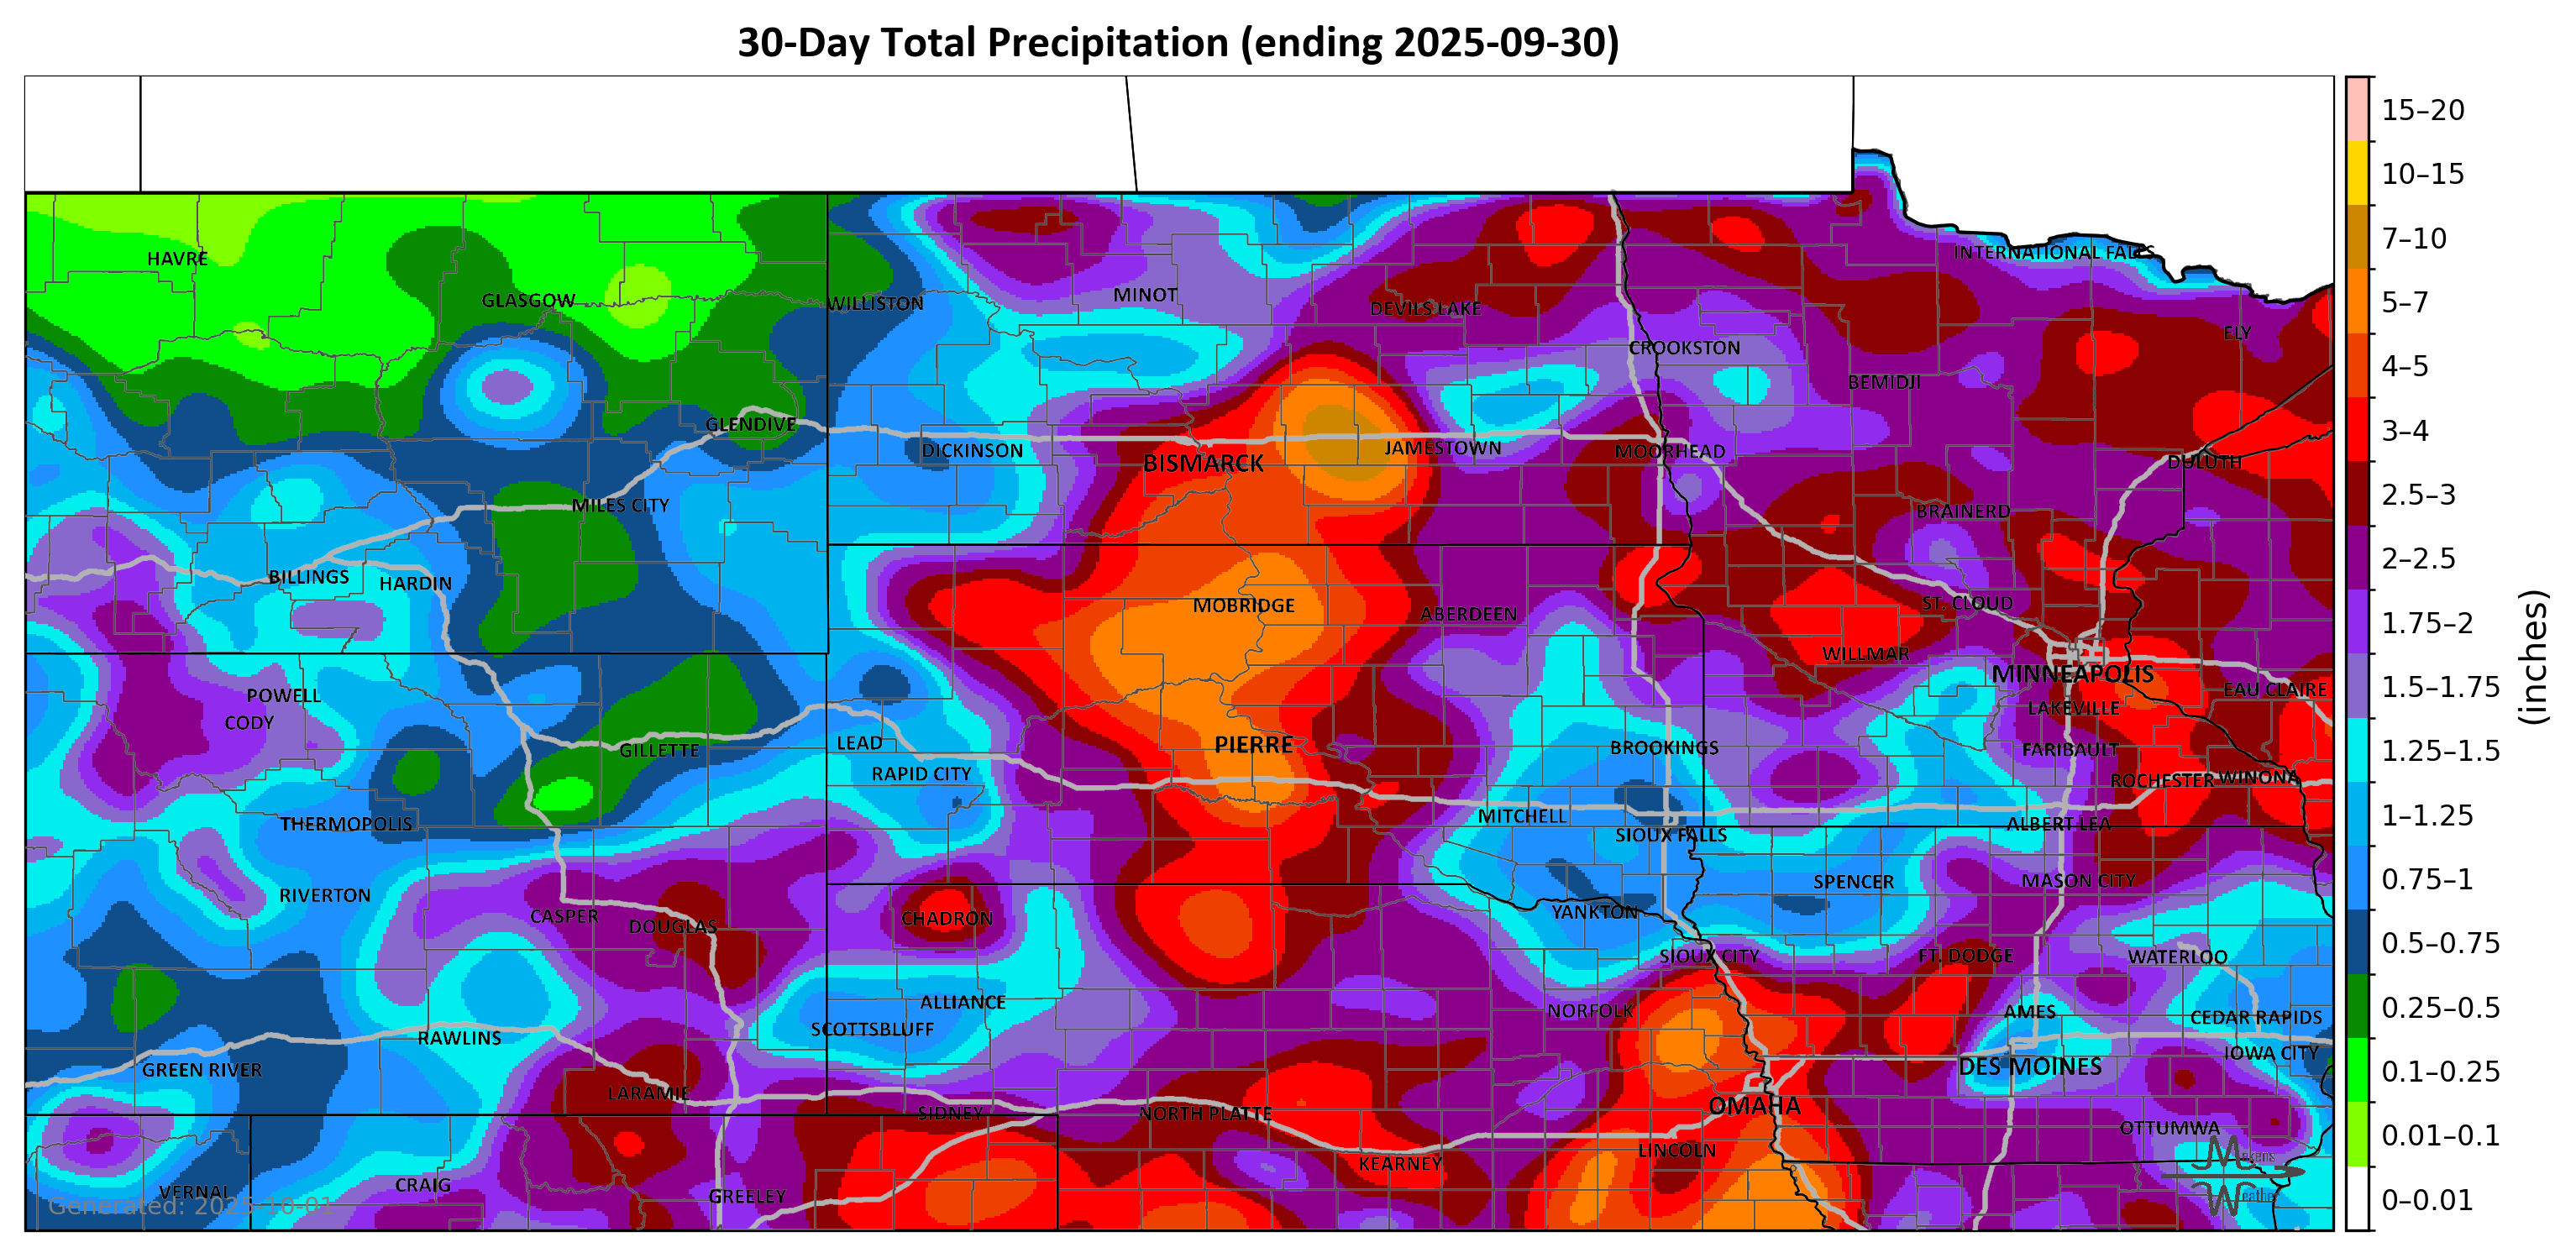 30-Day Total Precipitation (ending 2025-09-30)
15–20
10–15
7–10
5–7
4–5
3–4
2.5–3
2–2.5
1.75–2
1.5–1.75
1.25–1.5
1–1.25
0.75–1
0.5–0.75
0.25–0.5
0.1–0.25
0.01–0.1
0–0.01
(inches)
HAVRE
INTERNATIONAL FALLS
GLASGOW
WILLISTON
MINOT
DEVILS LAKE
ELY
CROOKSTON
BEMIDJI
GLENDIVE
DICKINSON
BISMARCK
JAMESTOWN
MOORHEAD
DULUTH
MILES CITY
BRAINERD
BILLINGS
HARDIN
MOBRIDGE
ABERDEEN
ST. CLOUD
WILLMAR
MINNEAPOLIS
POWELL
EAU CLAIRE
CODY
LAKEVILLE
GILLETTE
LEAD
PIERRE
BROOKINGS
FARIBAULT
RAPID CITY
ROCHESTER
WINONA
THERMOPOLIS
MITCHELL
SIOUX FALLS
ALBERT LEA
RIVERTON
SPENCER
MASON CITY
CASPER
DOUGLAS
CHADRON
YANKTON
SIOUX CITY
FT. DODGE
WATERLOO
ALLIANCE
NORFOLK
AMES
CEDAR RAPIDS
SCOTTSBLUFF
RAWLINS
GREEN RIVER
DES MOINES
IOWA CITY
LARAMIE
SIDNEY
NORTH PLATTE
OMAHA
OTTUMWA
LINCOLN
KEARNEY
VERNAL
CRAIG
GREELEY
Generated: 2025-10-01